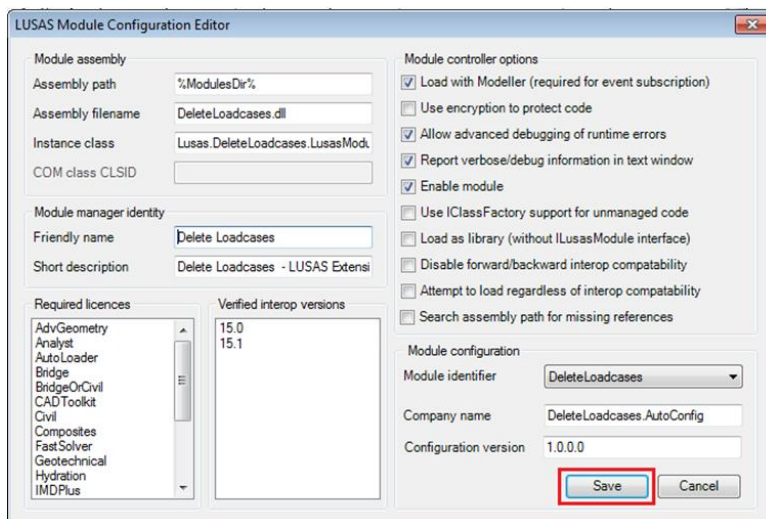 LUSAS Module Configuration Editor
Module assembly
Assembly path %ModulesDir%
Assembly filename DeleteLoadcases.dll
Instance class Lusas.DeleteLoadcases.LusasModu
COM class CLSID
Module manager identity
Friendly name Delete Loadcases
Short description Delete Loadcases - LUSAS Extensi
Required licences
AdvGeometry
Analyst
AutoLoader
Bridge
BridgeOrCivil
CADToolkit
Civil
Composites
FastSolver
Geotechnical
Hydration
IMDPlus
Verified interop versions
15.0
15.1
Module controller options
Load with Modeller (required for event subscription)
Use encryption to protect code
Allow advanced debugging of runtime errors
Report verbose/debug information in text window
Enable module
Use IClassFactory support for unmanaged code
Load as library (without ILusasModule interface)
Disable forward/backward interop compatability
Attempt to load regardless of interop compatability
Search assembly path for missing references
Module configuration
Module identifier DeleteLoadcases
Company name DeleteLoadcases.AutoConfig
Configuration version 1.0.0.0
Save Cancel